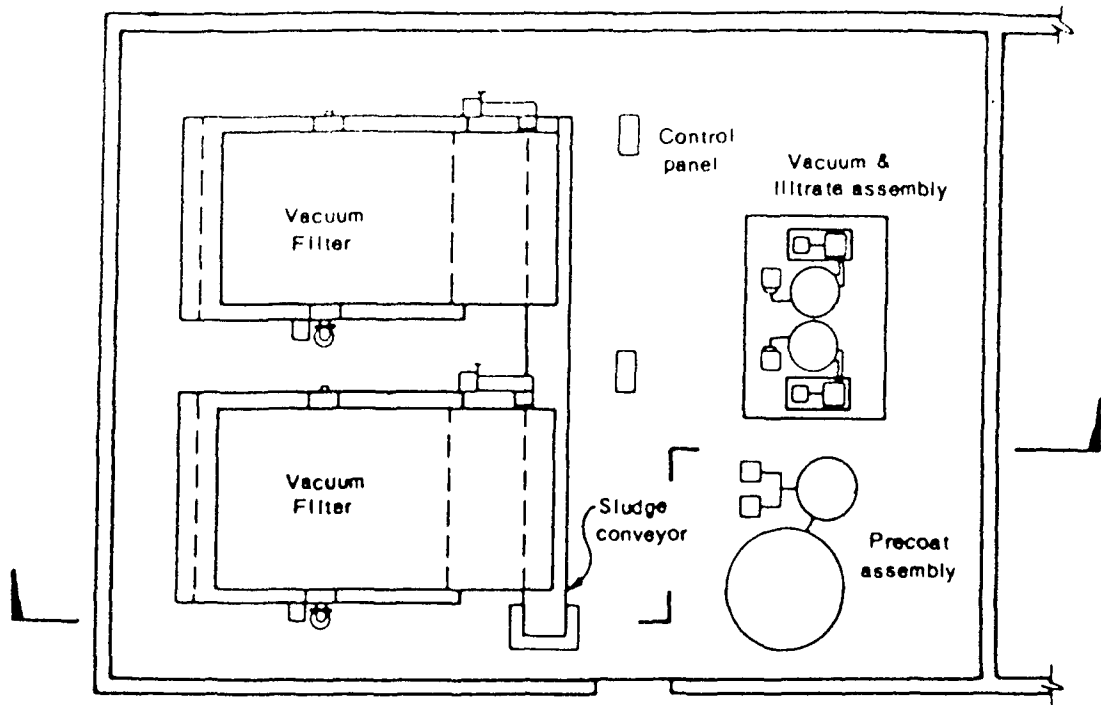 Control
panel
Vacuum &
filtrate assembly
Vacuum
Filter
Vacuum
Filter
Sludge
conveyor
Precoat
assembly